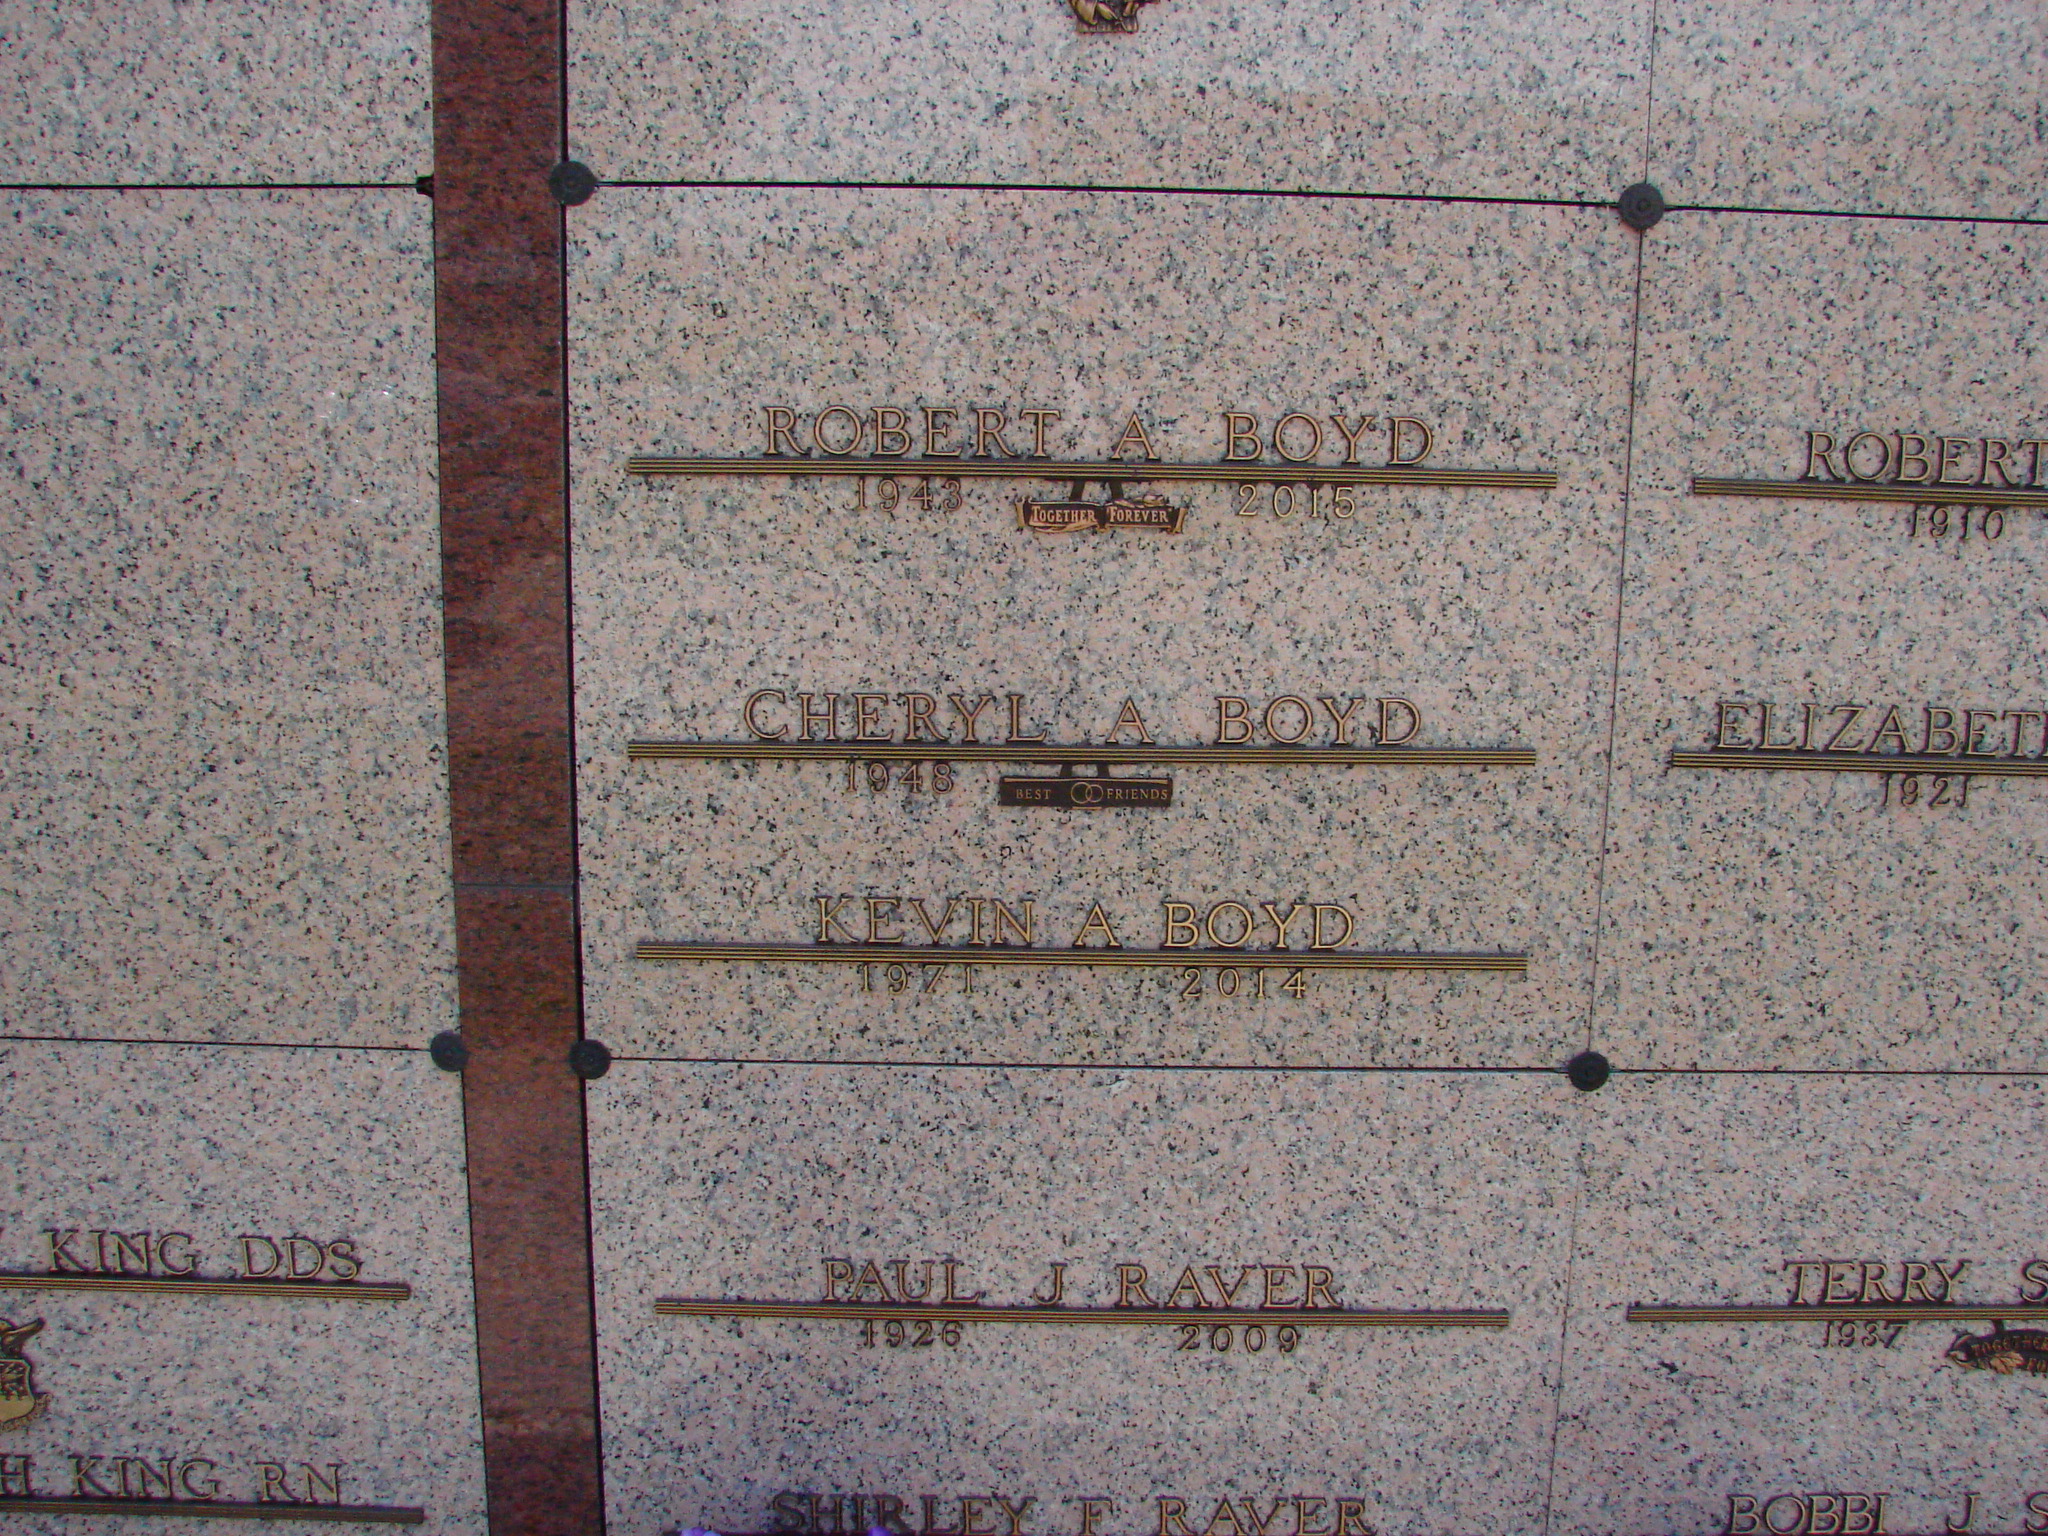 ROBERT A BOYD
1943 2015
TOGETHER FOREVER
CHERYL A BOYD
1948
BEST FRIENDS
KEVIN A BOYD
1971 2014
ROBERT
1910
1921
KING DDS
H KING RN
PAUL J RAVER
1926 2009
SHIRLEY F RAVER
TERRY S
1937
TOGETHER
BOBBI J S